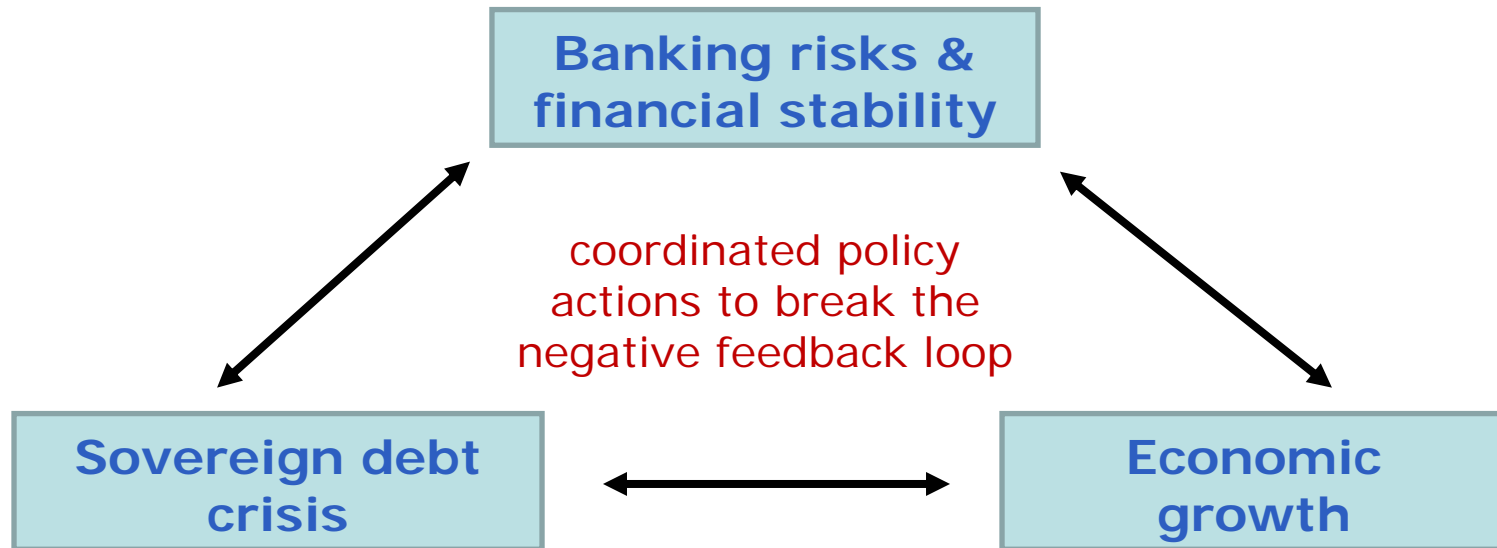 Banking risks &
financial stability
coordinated policy
actions to break the
negative feedback loop
Sovereign debt
crisis
Economic
growth